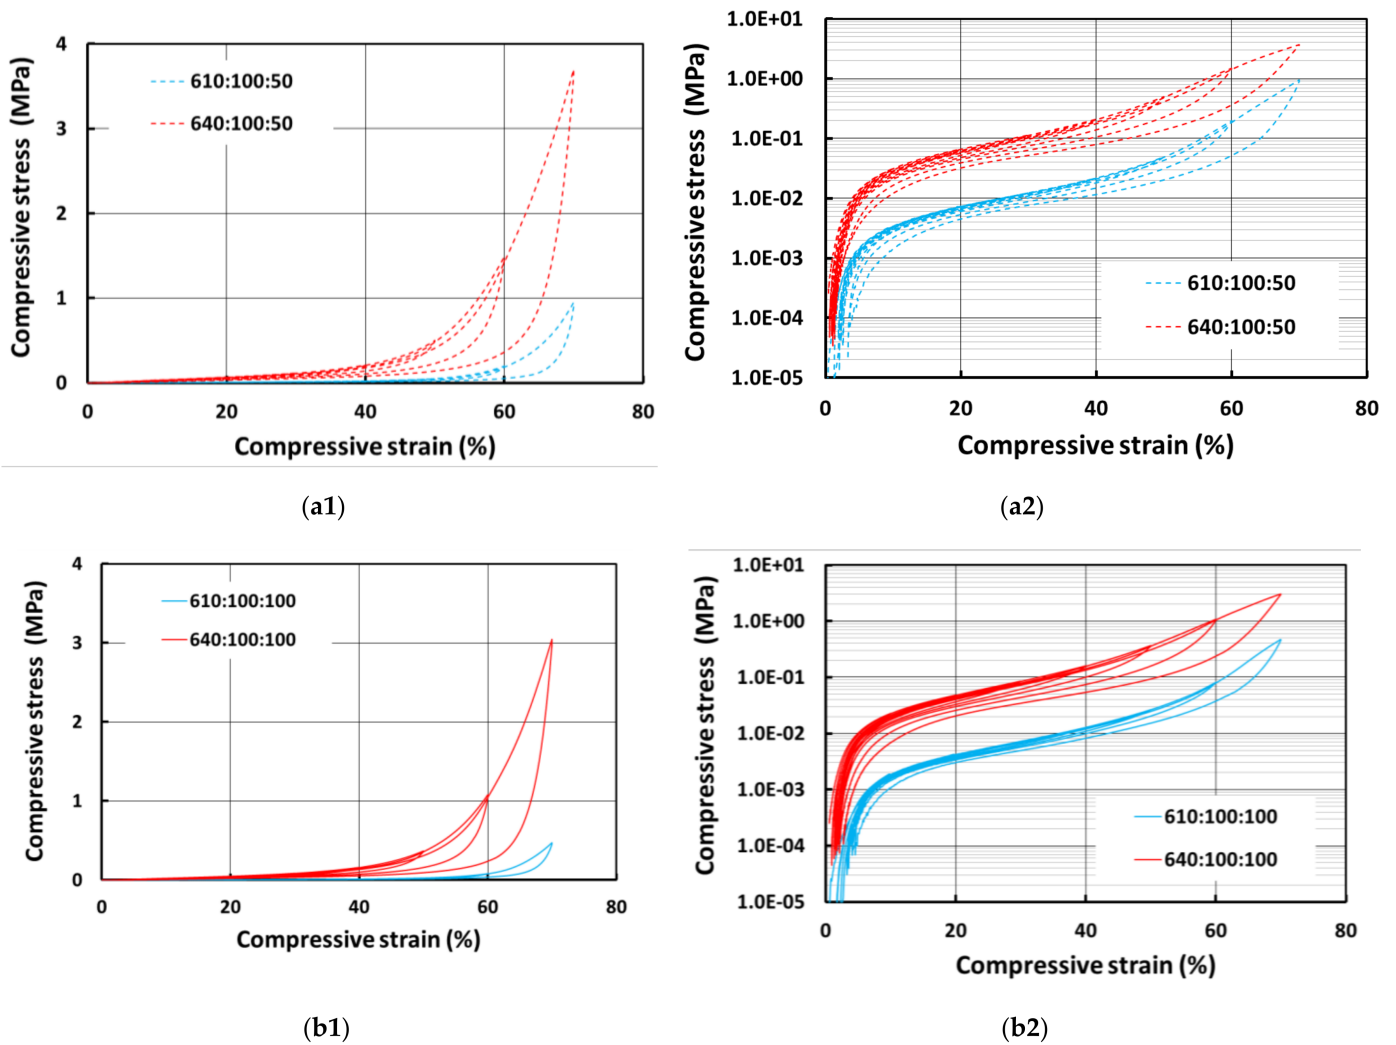 4
3
2
1
0
0 20 40 60 80
Compressive stress (MPa)
Compressive strain (%)
610:100:50
640:100:50
(a1)
1.0E+01
1.0E+00
1.0E-01
1.0E-02
1.0E-03
1.0E-04
1.0E-05
0 20 40 60 80
Compressive stress (MPa)
Compressive strain (%)
610:100:50
640:100:50
(a2)
4
3
2
1
0
0 20 40 60 80
Compressive stress (MPa)
Compressive strain (%)
610:100:100
640:100:100
(b1)
1.0E+01
1.0E+00
1.0E-01
1.0E-02
1.0E-03
1.0E-04
1.0E-05
0 20 40 60 80
Compressive stress (MPa)
Compressive strain (%)
610:100:100
640:100:100
(b2)